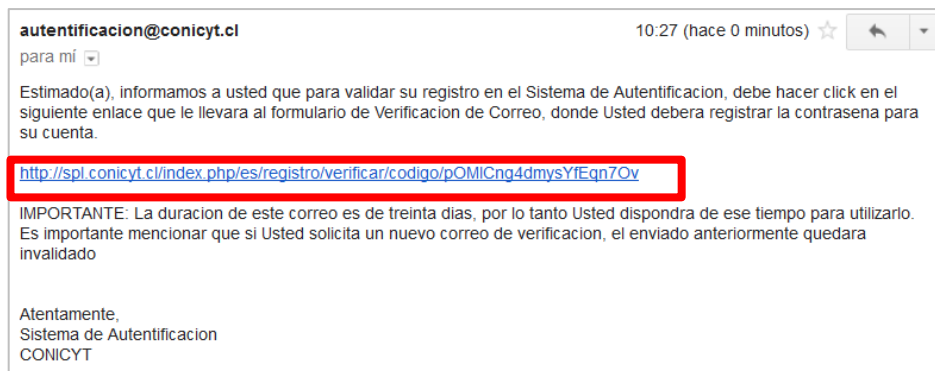 autentificacion@conicyt.cl 10:27 (hace 0 minutos)
para mí
Estimado(a), informamos a usted que para validar su registro en el Sistema de Autentificacion, debe hacer click en el
siguiente enlace que le llevara al formulario de Verificacion de Correo, donde Usted debera registrar la contrasena para
su cuenta.
http://spl.conicyt.cl/index.php/es/registro/verificar/codigo/pOMlCng4dmysYfEqn7Ov
IMPORTANTE: La duracion de este correo es de treinta dias, por lo tanto Usted dispondra de ese tiempo para utilizarlo.
Es importante mencionar que si Usted solicita un nuevo correo de verificacion, el enviado anteriormente quedara
invalidado
Atentamente,
Sistema de Autentificacion
CONICYT